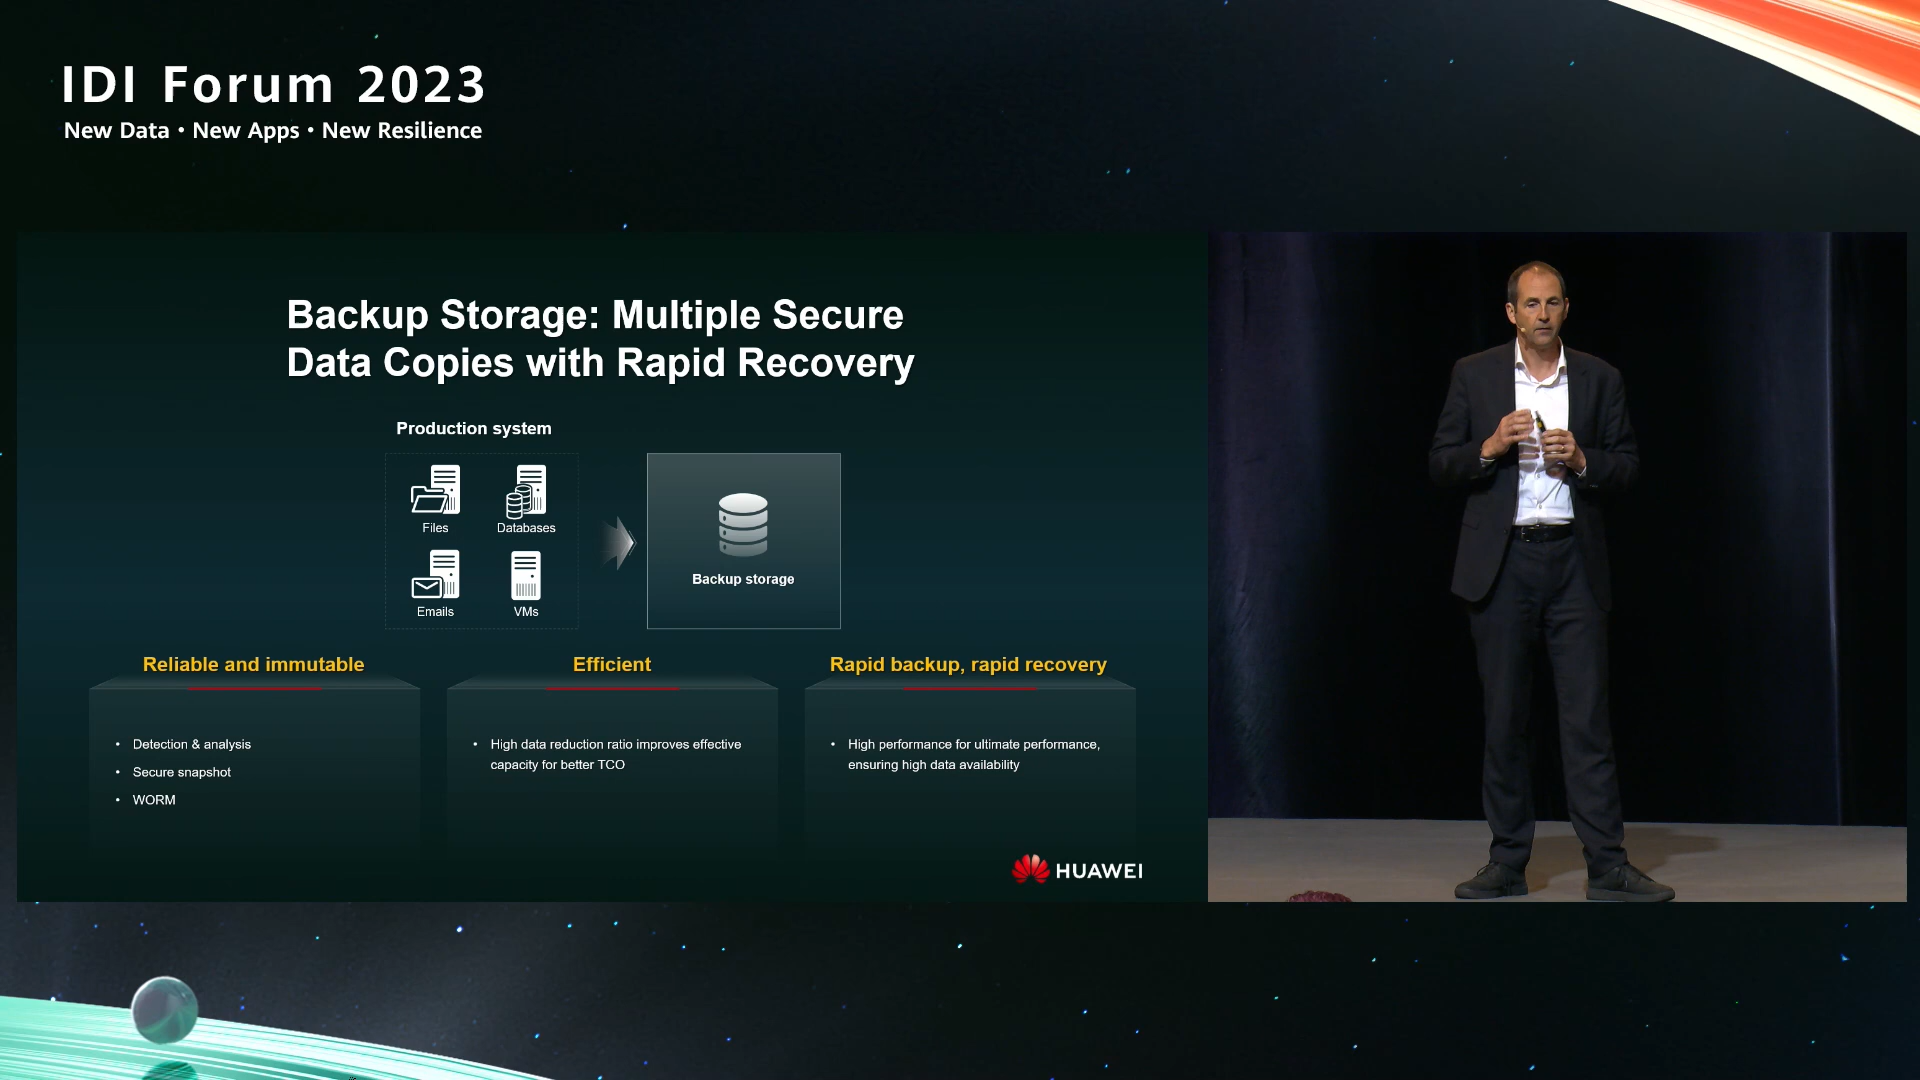 IDI Forum 2023
New Data • New Apps • New Resilience
Backup Storage: Multiple Secure
Data Copies with Rapid Recovery
Production system
Files
Databases
Emails
VMs
Backup storage
Reliable and immutable
• Detection & analysis
• Secure snapshot
• WORM
Efficient
• High data reduction ratio improves effective
capacity for better TCO
Rapid backup, rapid recovery
• High performance for ultimate performance,
ensuring high data availability
HUAWEI